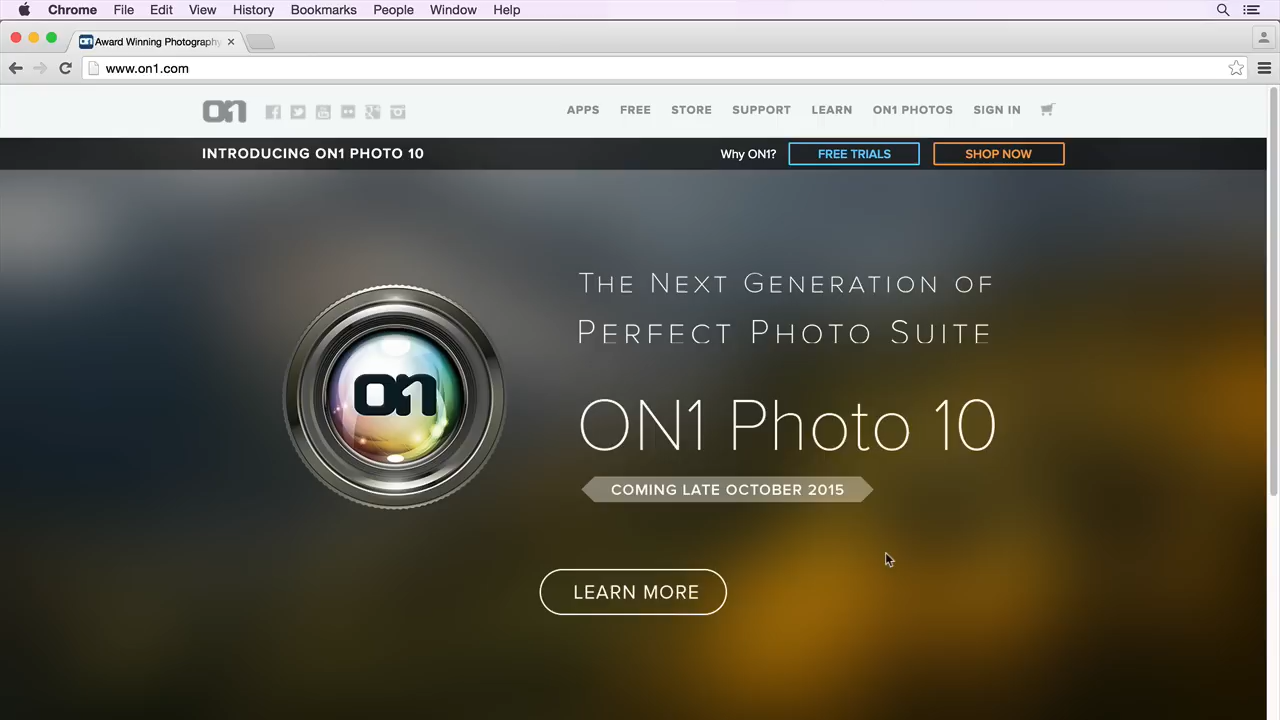 Chrome File Edit View History Bookmarks People Window Help
Award Winning Photography
www.on1.com
ON1 APPS FREE STORE SUPPORT LEARN ON1 PHOTOS SIGN IN
INTRODUCING ON1 PHOTO 10 Why ON1? FREE TRIALS SHOP NOW
THE NEXT GENERATION OF
PERFECT PHOTO SUITE
ON1
ON1 Photo 10
COMING LATE OCTOBER 2015
LEARN MORE